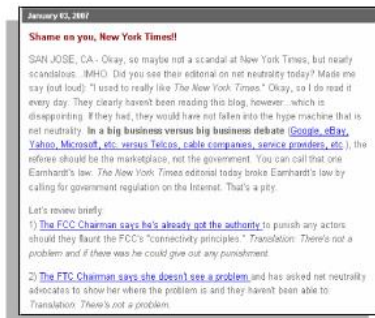 January 03, 2007
Shame on you, New York Times!!
SAN JOSE, CA - Okay, so maybe not a scandal at New York Times, but nearly
scandalous...IMHO. Did you see their editorial on net neutrality today? Made me
say (out loud): "I used to really like The New York Times." Okay, so I do read it
every day. They clearly haven't been reading this blog, however...which is
disappointing. If they had, they would have not fallen into the hype machine that is
net neutrality. In a big business versus big business debate (Google, eBay,
Yahoo, Microsoft, etc. versus Telcos, cable companies, service providers, etc.), the
referee should be the marketplace, not the government. You can call that one
Earnhardt's law. The New York Times editorial today broke Earnhardt's law by
calling for government regulation on the Internet. That's a pity.
Let's review briefly:
1) The FCC Chairman says he's already got the authority to punish any actors
should they flaunt the FCC's "connectivity principles." Translation: There's not a
problem and if there was he could give out any punishment.
2) The FTC Chairman says she doesn't see a problem and has asked net neutrality
advocates to show her where the problem is and they haven't been able to.
Translation: There's not a problem.